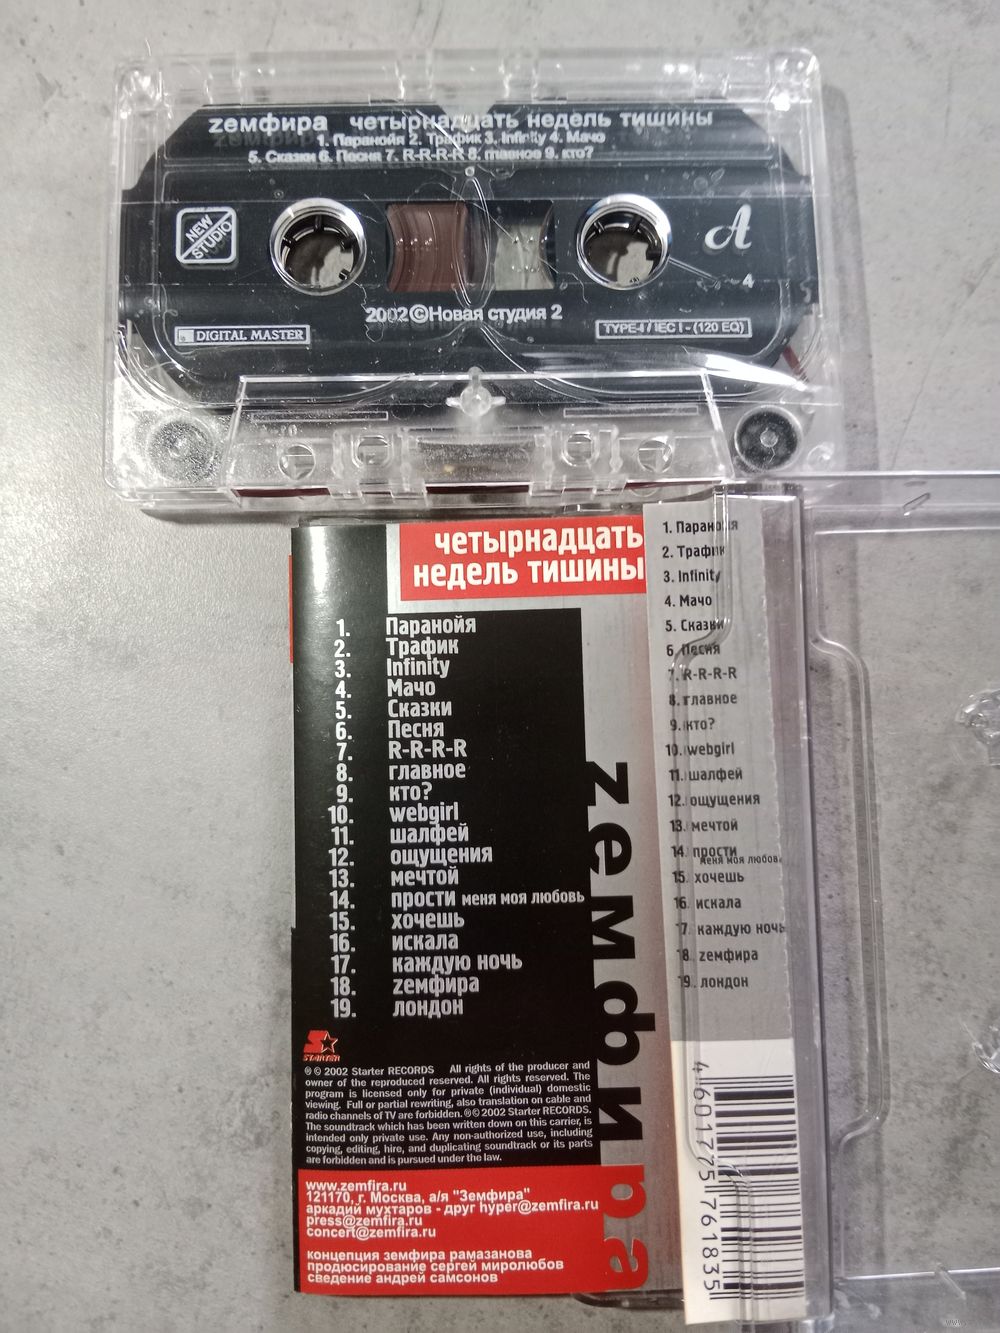 zемфира четырнадцать недель тишины
1. Паранойя 2. Трафик 3. Infinity 4. Мачо
5. Сказки 6. Песня 7. R-R-R-R 8. главное 9. кто?
NEW
STUDIO
A
4
2002 © Новая студия 2
DIGITAL MASTER
TYPE-I / IEC I - (120 EQ)
четырнадцать
недель тишины
1. Паранойя
2. Трафик
3. Infinity
4. Мачо
5. Сказки
6. Песня
7. R-R-R-R
8. главное
9. кто?
10. webgirl
11. шалфей
12. ощущения
13. мечтой
14. прости меня моя любовь
15. хочешь
16. искала
17. каждую ночь
18. zемфира
19. лондон
zемфира
STARTER
℗ © 2002 Starter RECORDS All rights of the producer and
owner of the reproduced reserved. All rights reserved. The
program is licensed only for private (individual) domestic
viewing. Full or partial rewriting, also translation on cable and
radio channels of TV are forbidden. ℗ © 2002 Starter RECORDS.
The soundtrack which has been written down on this carrier, is
intended only private use. Any non-authorized use, including
copying, editing, hire, and duplicating soundtrack or its parts
are forbidden and is pursued under the law.
www.zemfira.ru
121170, г. Москва, а/я "Земфира"
аркадий мухтаров - друг hyper@zemfira.ru
press@zemfira.ru
concert@zemfira.ru
концепция земфира рамазанова
продюсирование сергей миролюбов
сведение андрей самсонов
1. Паранойя
2. Трафик
3. Infinity
4. Мачо
5. Сказки
6. Песня
7. R-R-R-R
8. главное
9. кто?
10. webgirl
11. шалфей
12. ощущения
13. мечтой
14. прости
меня моя любовь
15. хочешь
16. искала
17. каждую ночь
18. zемфира
19. лондон
4 601775 761835